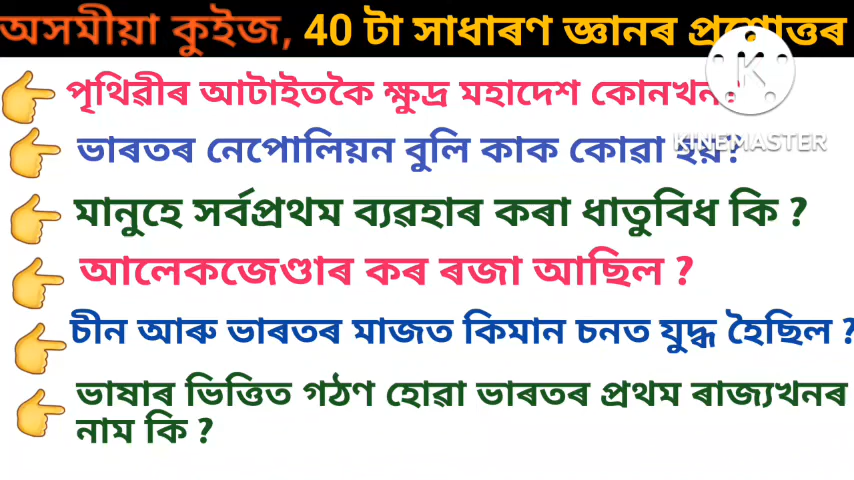 অসমীয়া কুইজ, 40 টা সাধাৰণ জ্ঞানৰ প্ৰশ্নোত্তৰ
পৃথিৱীৰ আটাইতকৈ ক্ষুদ্ৰ মহাদেশ কোনখন ?
K
KINEMASTER
ভাৰতৰ নেপোলিয়ন বুলি কাক কোৱা হয়?
মানুহে সৰ্বপ্ৰথম ব্যৱহাৰ কৰা ধাতুবিধ কি ?
আলেকজেণ্ডাৰ কৰ ৰজা আছিল ?
চীন আৰু ভাৰতৰ মাজত কিমান চনত যুদ্ধ হৈছিল ?
ভাষাৰ ভিত্তিত গঠণ হোৱা ভাৰতৰ প্ৰথম ৰাজ্যখনৰ
নাম কি ?